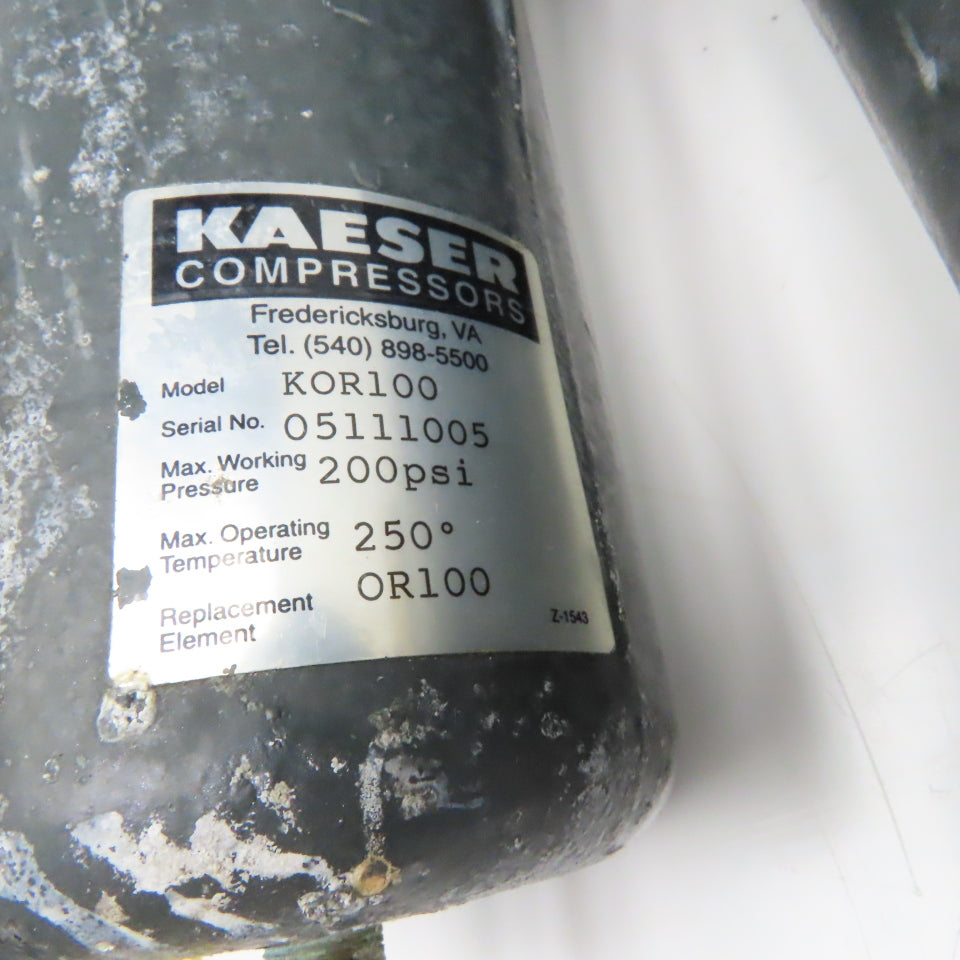 KAESER
COMPRESSORS
Fredericksburg, VA
Tel. (540) 898-5500
Model KOR100
Serial No. 05111005
Max. Working
Pressure 200psi
Max. Operating
Temperature 250°
Replacement
Element OR100
Z-1543